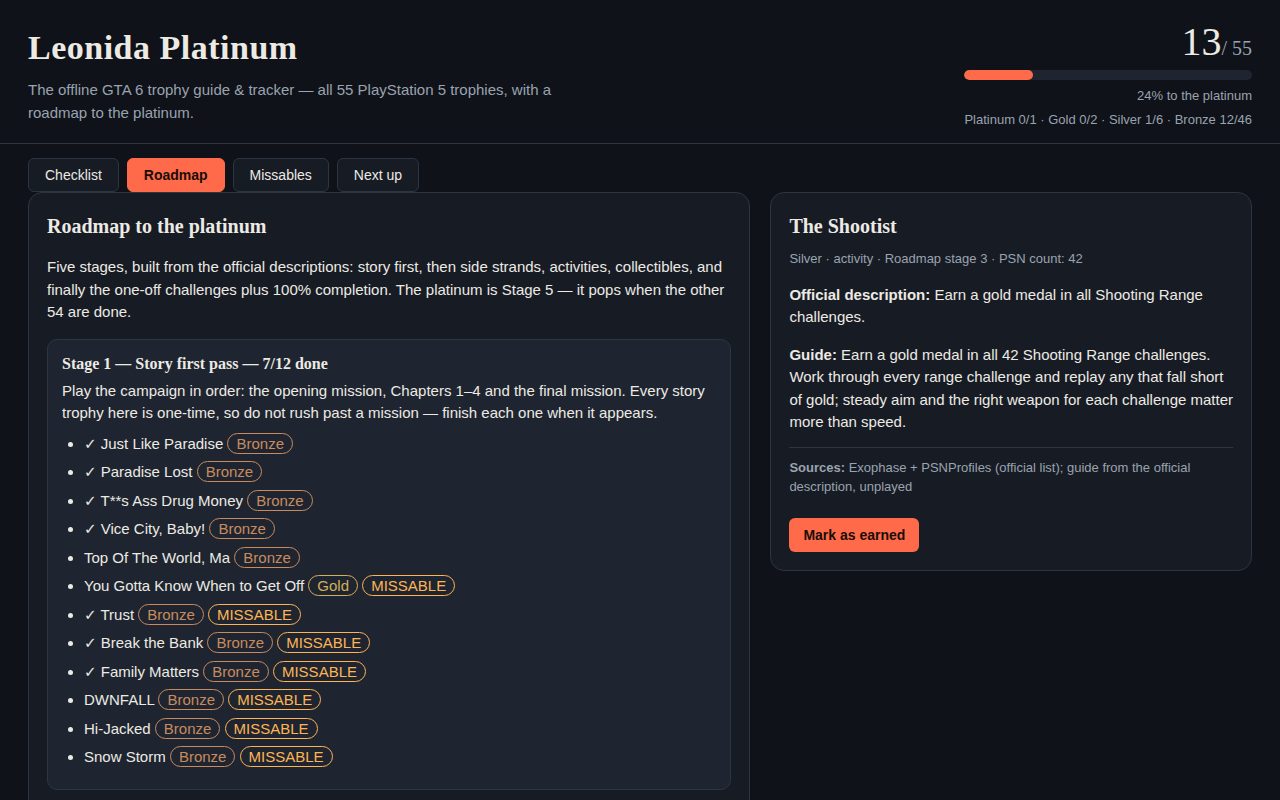 Leonida Platinum
The offline GTA 6 trophy guide & tracker — all 55 PlayStation 5 trophies, with a
roadmap to the platinum.
13/ 55
24% to the platinum
Platinum 0/1 · Gold 0/2 · Silver 1/6 · Bronze 12/46
Checklist
Roadmap
Missables
Next up
Roadmap to the platinum
Five stages, built from the official descriptions: story first, then side strands, activities, collectibles, and
finally the one-off challenges plus 100% completion. The platinum is Stage 5 — it pops when the other
54 are done.
Stage 1 — Story first pass — 7/12 done
Play the campaign in order: the opening mission, Chapters 1–4 and the final mission. Every story
trophy here is one-time, so do not rush past a mission — finish each one when it appears.
• ✓ Just Like Paradise Bronze
• ✓ Paradise Lost Bronze
• ✓ T**s Ass Drug Money Bronze
• ✓ Vice City, Baby! Bronze
• Top Of The World, Ma Bronze
• You Gotta Know When to Get Off Gold MISSABLE
• ✓ Trust Bronze MISSABLE
• ✓ Break the Bank Bronze MISSABLE
• ✓ Family Matters Bronze MISSABLE
• DWNFALL Bronze MISSABLE
• Hi-Jacked Bronze MISSABLE
• Snow Storm Bronze MISSABLE
The Shootist
Silver · activity · Roadmap stage 3 · PSN count: 42
Official description: Earn a gold medal in all Shooting Range
challenges.
Guide: Earn a gold medal in all 42 Shooting Range challenges.
Work through every range challenge and replay any that fall short
of gold; steady aim and the right weapon for each challenge matter
more than speed.
Sources: Exophase + PSNProfiles (official list); guide from the official
description, unplayed
Mark as earned